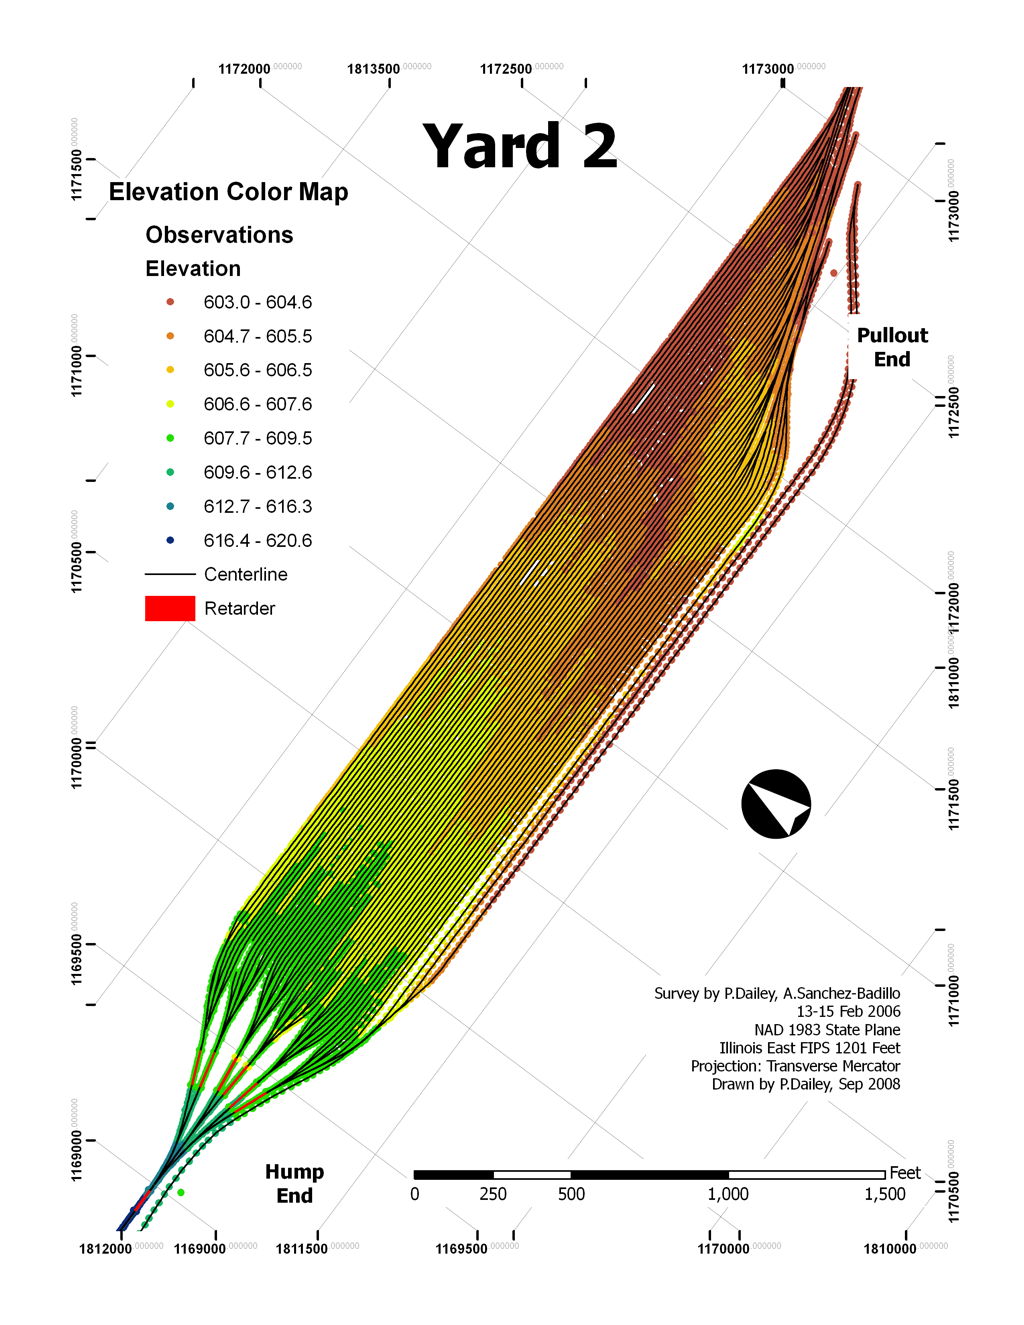 1172000.000000 1813500.000000 1172500.000000 1173000.000000
Yard 2
Elevation Color Map
Observations
Elevation
603.0 - 604.6
604.7 - 605.5
605.6 - 606.5
606.6 - 607.6
607.7 - 609.5
609.6 - 612.6
612.7 - 616.3
616.4 - 620.6
Centerline
Retarder
1171500.000000
1171000.000000
1170500.000000
1170000.000000
1169500.000000
1169000.000000
1173000.000000
1172500.000000
1172000.000000
1811000.000000
1171500.000000
1171000.000000
1170500.000000
Pullout
End
Survey by P.Dailey, A.Sanchez-Badillo
13-15 Feb 2006
NAD 1983 State Plane
Illinois East FIPS 1201 Feet
Projection: Transverse Mercator
Drawn by P.Dailey, Sep 2008
Hump
End
Feet
0 250 500 1,000 1,500
1812000.000000 1169000.000000 1811500.000000 1169500.000000 1170000.000000 1810000.000000